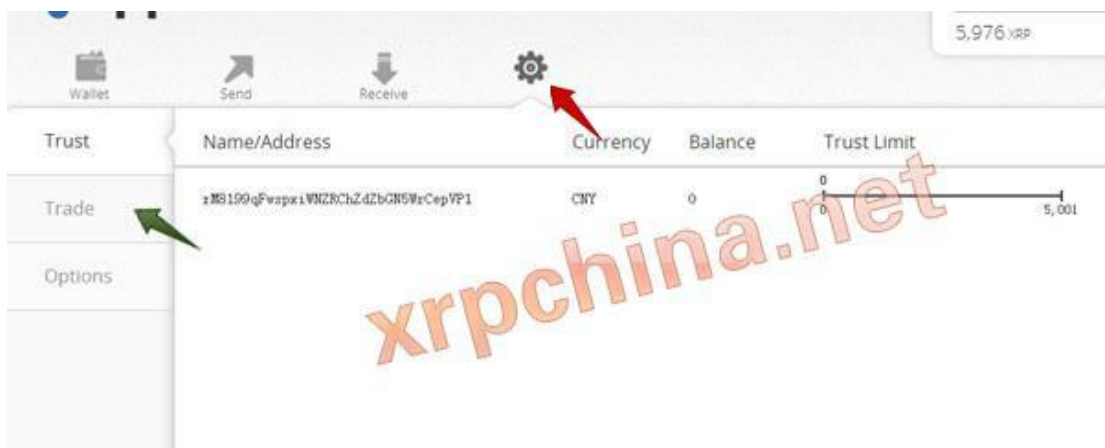 5,976 XRP
Wallet
Send
Receive
Trust
Name/Address
Currency
Balance
Trust Limit
Trade
rM8199qFwspxiWNZRChZdZbGN5WrCepVP1
CNY
0
0
0
5,001
Options
xrpchina.net